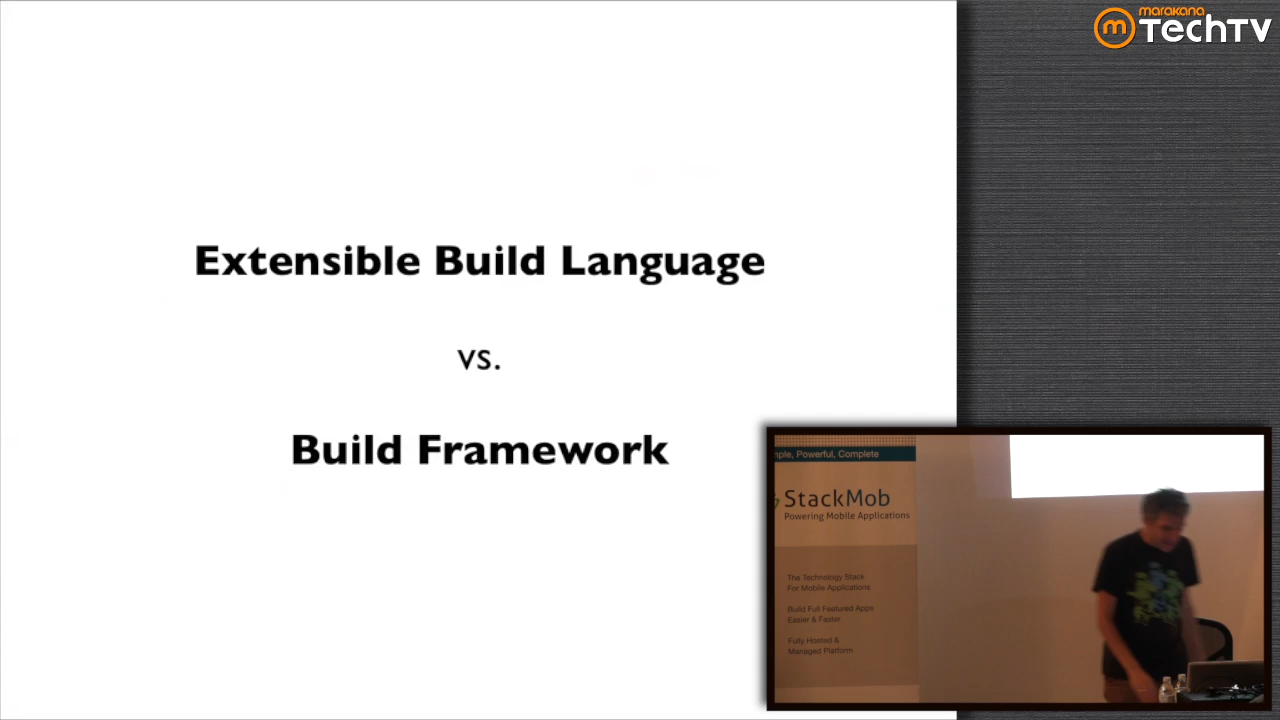 marakana
TechTV
Extensible Build Language
vs.
Build Framework
mple, Powerful, Complete
StackMob
Powering Mobile Applications
The Technology Stack
For Mobile Applications
Build Full Featured Apps
Easier & Faster
Fully Hosted &
Managed Platform